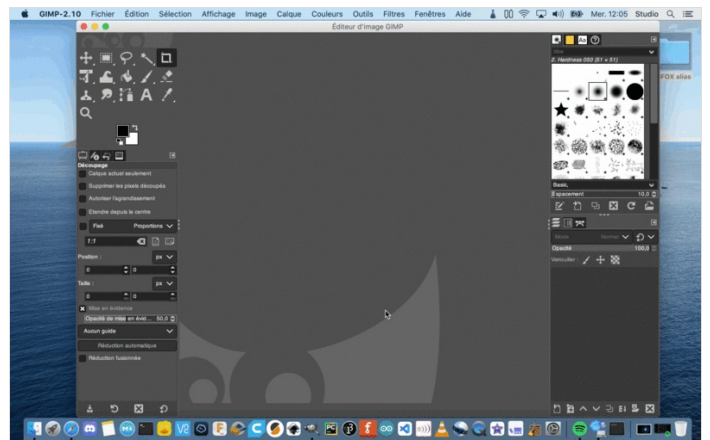 GIMP-2.10 Fichier Édition Sélection Affichage Image Calque Couleurs Outils Filtres Fenêtres Aide Mer. 12:05 Studio
Éditeur d'image GIMP
FOX alias
2. Hardness 050 (51 × 51)
Découpage
Calque actuel seulement
Supprimer les pixels découpés
Autoriser l'agrandissement
Étendre depuis le centre
Fixé Proportions
1:1
Position : px
0 0
Taille : px
0 0
Mise en évidence
Opacité de mise en évid... 50,0
Aucun guide
Réduction automatique
Réduction fusionnée
Basic,
Espacement 10,0
Mode Normal
Opacité 100,0
Verrouiller :